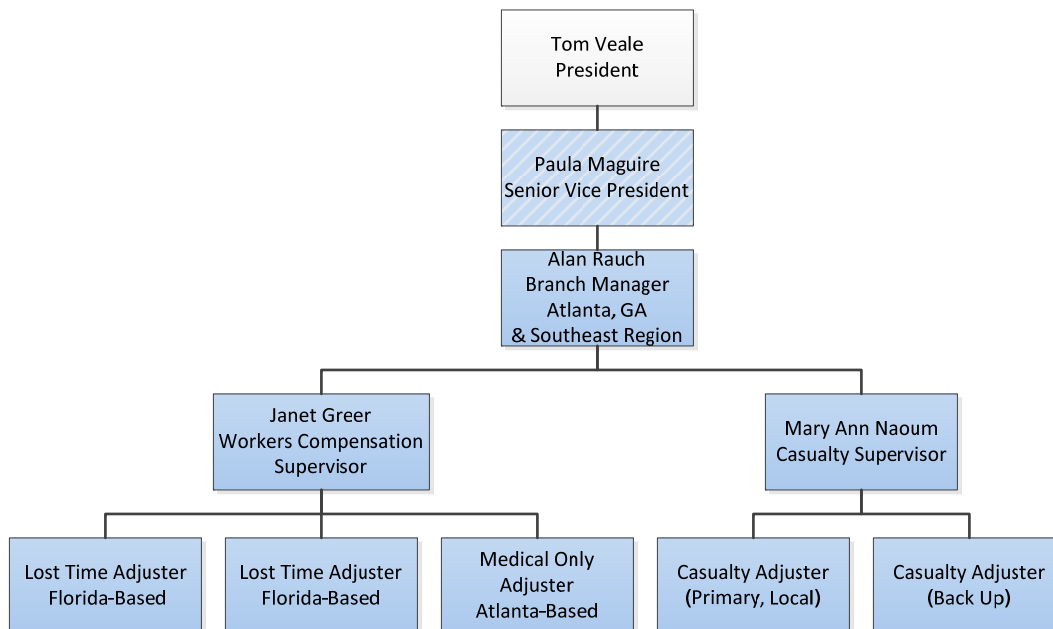 Tom Veale
President
Paula Maguire
Senior Vice President
Alan Rauch
Branch Manager
Atlanta, GA
& Southeast Region
Janet Greer
Workers Compensation
Supervisor
Mary Ann Naoum
Casualty Supervisor
Lost Time Adjuster
Florida-Based
Lost Time Adjuster
Florida-Based
Medical Only
Adjuster
Atlanta-Based
Casualty Adjuster
(Primary, Local)
Casualty Adjuster
(Back Up)